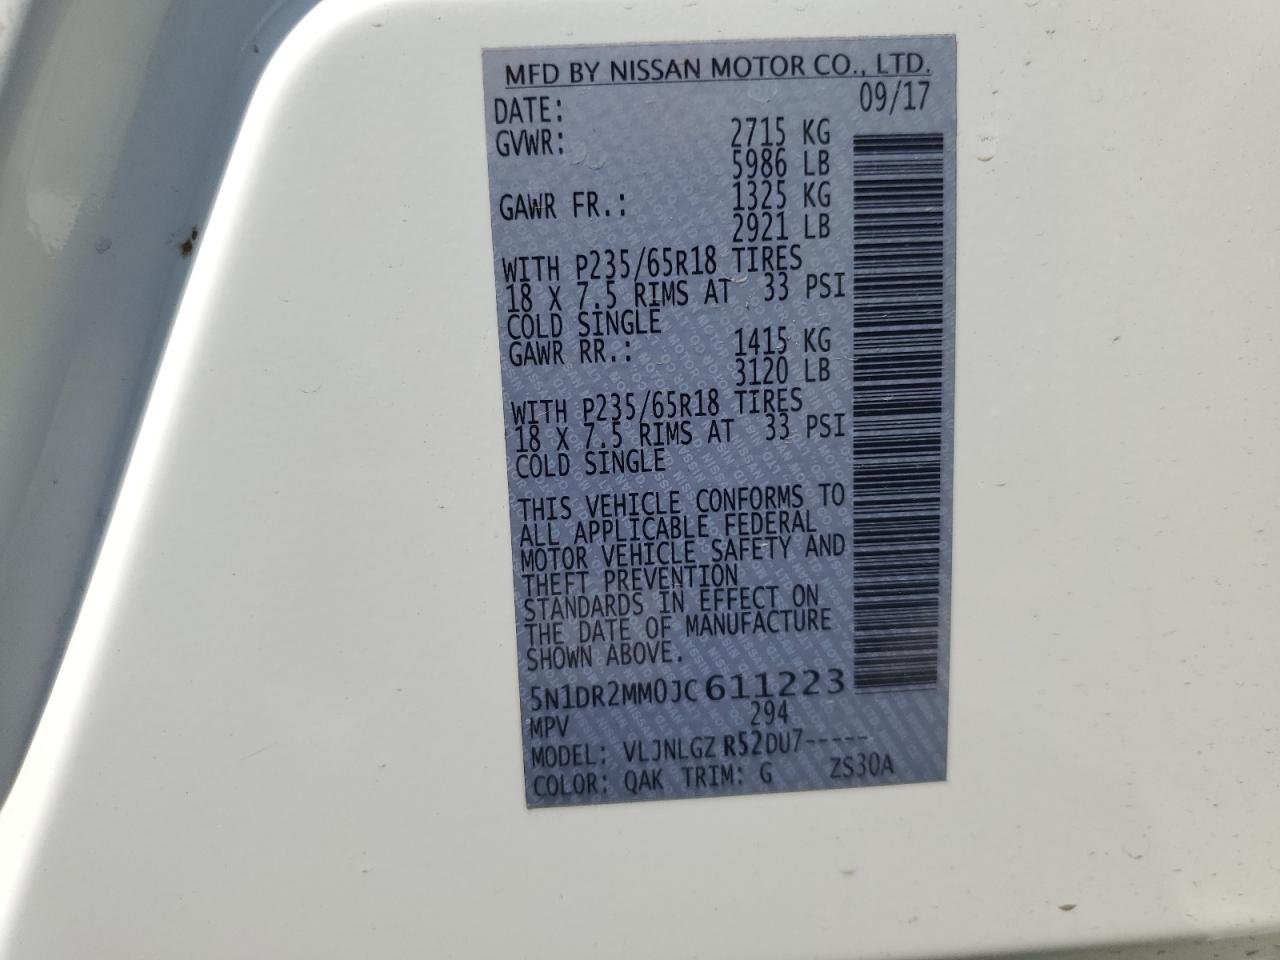 MFD BY NISSAN MOTOR CO., LTD.
DATE: 09/17
GVWR: 2715 KG
5986 LB
GAWR FR.: 1325 KG
2921 LB
WITH P235/65R18 TIRES
18 X 7.5 RIMS AT 33 PSI
COLD SINGLE
GAWR RR.: 1415 KG
3120 LB
WITH P235/65R18 TIRES
18 X 7.5 RIMS AT 33 PSI
COLD SINGLE
THIS VEHICLE CONFORMS TO
ALL APPLICABLE FEDERAL
MOTOR VEHICLE SAFETY AND
THEFT PREVENTION
STANDARDS IN EFFECT ON
THE DATE OF MANUFACTURE
SHOWN ABOVE.
5N1DR2MM0JC611223
MPV 294
MODEL: VLJNLGZ R52DU7-----
COLOR: QAK TRIM: G ZS30A